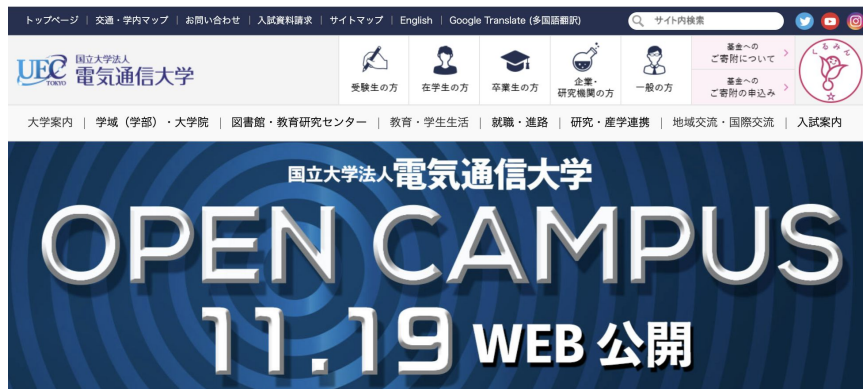 トップページ | 交通・学内マップ | お問い合わせ | 入試資料請求 | サイトマップ | English | Google Translate (多国語翻訳) サイト内検索
UEC TOKYO 国立大学法人
電気通信大学
受験生の方 在学生の方 卒業生の方 企業・研究機関の方 一般の方
基金への
ご寄附について
基金への
ご寄附の申込み
くるみん
大学案内 | 学域(学部)・大学院 | 図書館・教育研究センター | 教育・学生生活 | 就職・進路 | 研究・産学連携 | 地域交流・国際交流 | 入試案内
国立大学法人電気通信大学
OPEN CAMPUS
11.19 WEB 公開